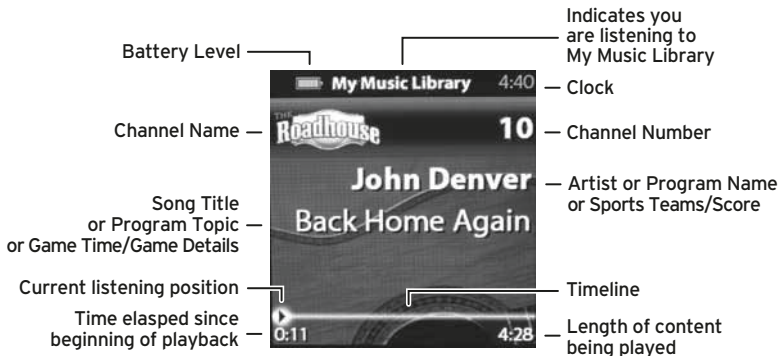 Indicates you
are listening to
My Music Library
Battery Level
My Music Library 4:40
Clock
Channel Name
THE
Roadhouse
10
Channel Number
John Denver
Artist or Program Name
or Sports Teams/Score
Song Title
or Program Topic
or Game Time/Game Details
Back Home Again
Current listening position
Timeline
Time elasped since
beginning of playback
0:11
4:28
Length of content
being played